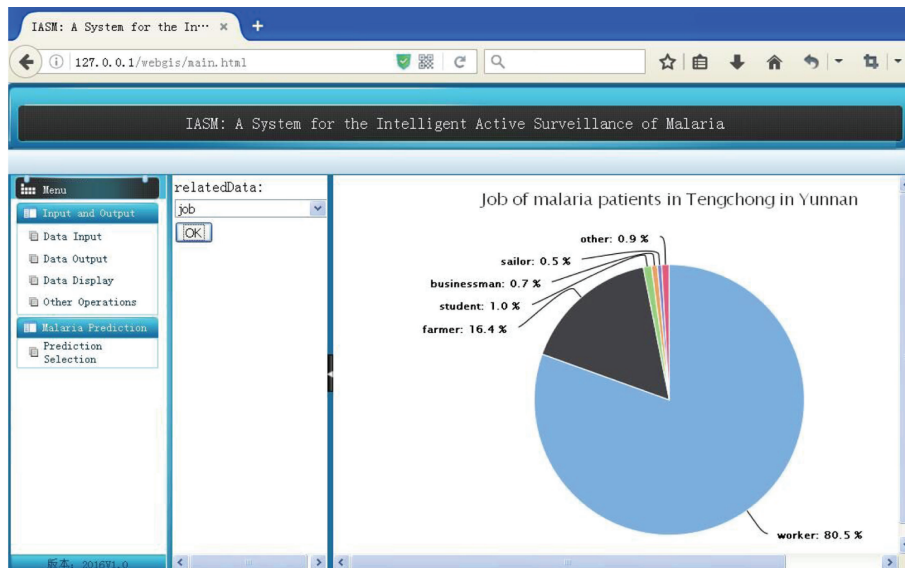 IASM: A System for the In… ×
+
127.0.0.1/webgis/main.html
IASM: A System for the Intelligent Active Surveillance of Malaria
Menu
Input and Output
Data Input
Data Output
Data Display
Other Operations
Malaria Prediction
Prediction
Selection
版本: 2016V1.0
relatedData:
job
OK
Job of malaria patients in Tengchong in Yunnan
other: 0.9 %
sailor: 0.5 %
businessman: 0.7 %
student: 1.0 %
farmer: 16.4 %
worker: 80.5 %